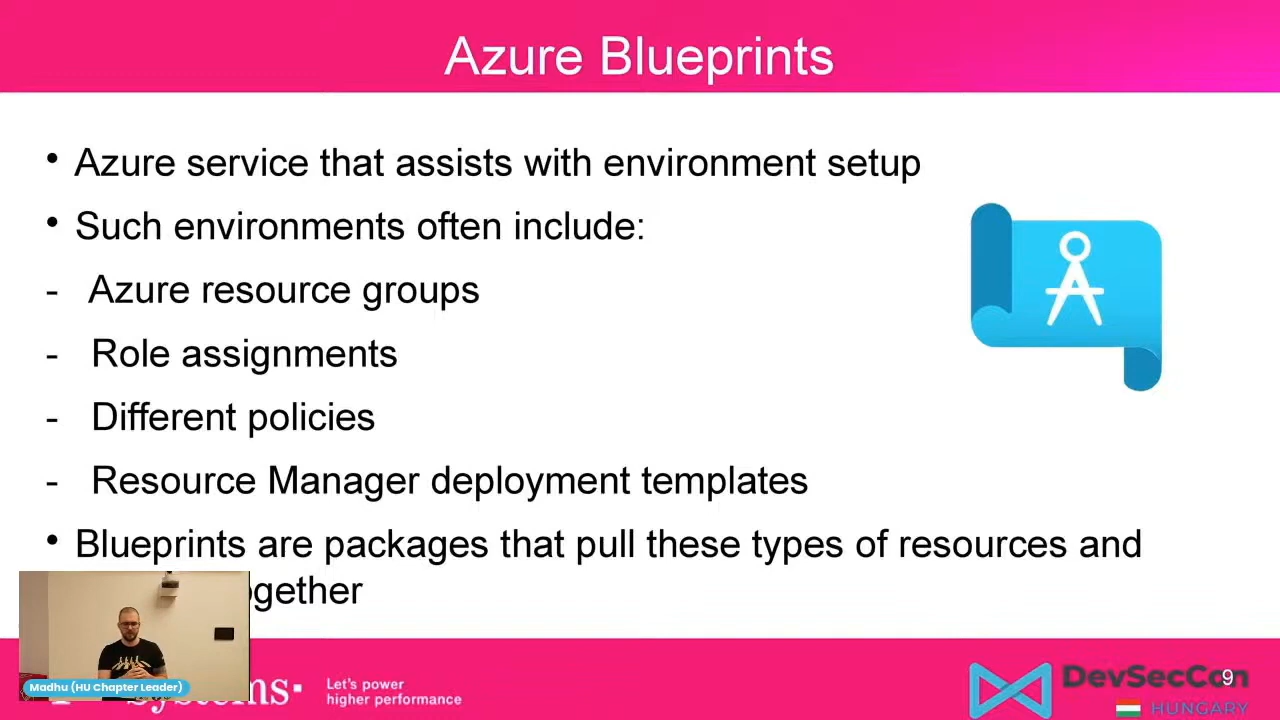 Azure Blueprints
• Azure service that assists with environment setup
• Such environments often include:
- Azure resource groups
- Role assignments
- Different policies
- Resource Manager deployment templates
• Blueprints are packages that pull these types of resources and
together
Madhu (HU Chapter Leader)
Let's power
higher performance
DevSecCon
9
HUNGARY